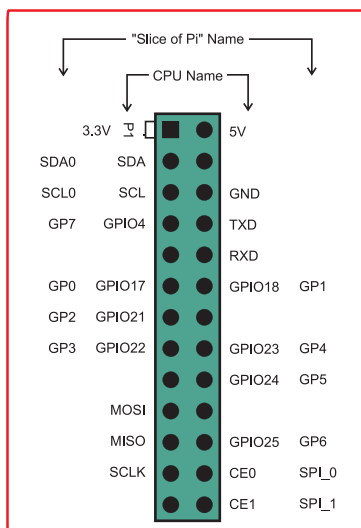 "Slice of Pi" Name
CPU Name
3.3V P1 5V
SDA0 SDA
SCL0 SCL GND
GP7 GPIO4 TXD
RXD
GP0 GPIO17 GPIO18 GP1
GP2 GPIO21
GP3 GPIO22 GPIO23 GP4
GPIO24 GP5
MOSI
MISO GPIO25 GP6
SCLK CE0 SPI_0
CE1 SPI_1